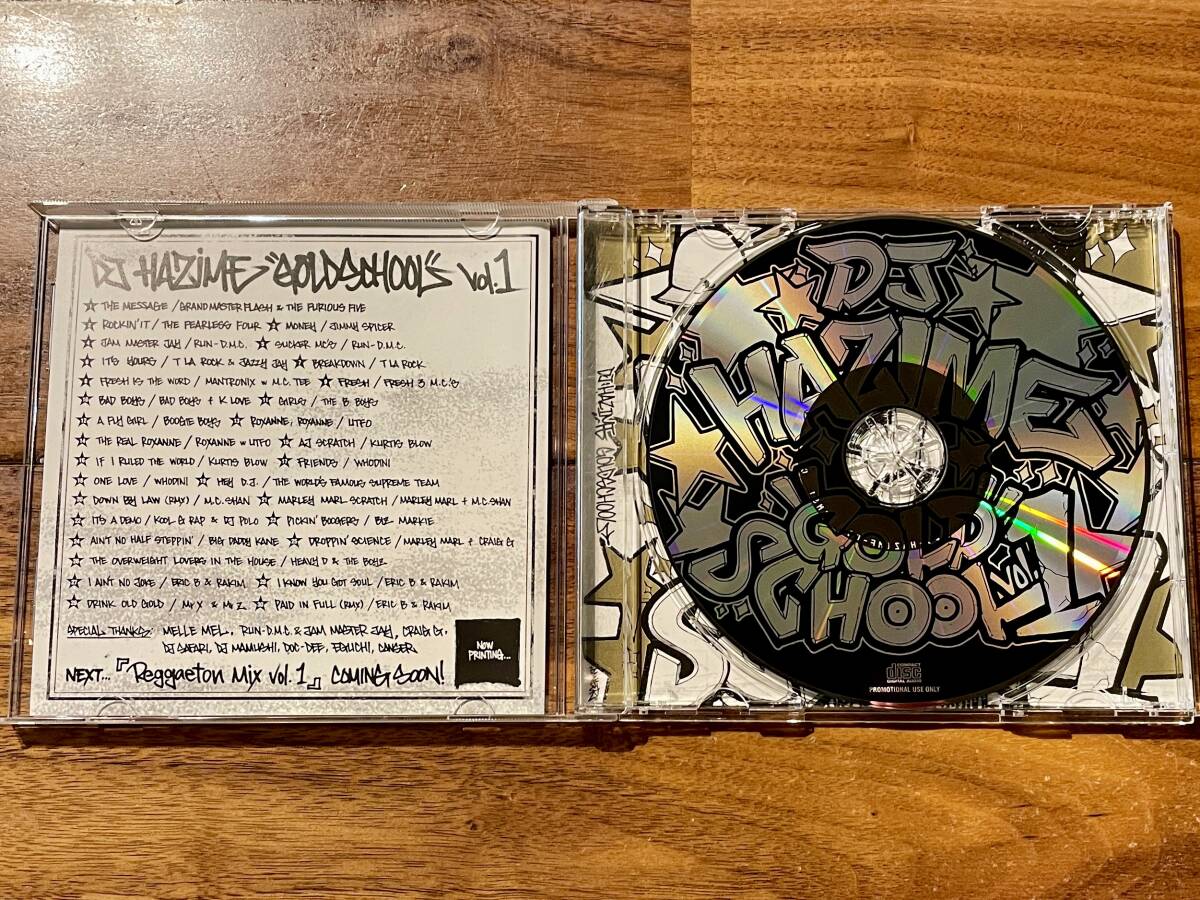 DJ HAZIME "GOLDSCHOOL" VOL.1
THE MESSAGE / GRANDMASTER FLASH & THE FURIOUS FIVE
ROCKIN' IT / THE FEARLESS FOUR ☆ MONEY / JIMMY SPICER
JAM MASTER JAY / RUN-D.M.C. ☆ SUCKER MC'S / RUN-D.M.C.
IT'S YOURS / T LA ROCK & JAZZY JAY ☆ BREAKDOWN / T LA ROCK
FRESH IS THE WORD / MANTRONIX W M.C. TEE ☆ FRESH / FRESH 3 M.C.'S
BAD BOYS / BAD BOYS + K LOVE ☆ GIRLS / THE B BOYS
A FLY GIRL / BOOGIE BOYS ☆ ROXANNE, ROXANNE / UTFO
THE REAL ROXANNE / ROXANNE W UTFO ☆ AJ SCRATCH / KURTIS BLOW
IF I RULED THE WORLD / KURTIS BLOW ☆ FRIENDS / WHODINI
ONE LOVE / WHODINI ☆ HEY D.J. / THE WORLD'S FAMOUS SUPREME TEAM
DOWN BY LAW (RMX) / M.C. SHAN ☆ MARLEY MARL SCRATCH / MARLEY MARL + M.C. SHAN
IT'S A DEMO / KOOL G RAP & DJ POLO ☆ PICKIN' BOOGERS / BIZ MARKIE
AIN'T NO HALF STEPPIN' / BIG DADDY KANE ☆ DROPPIN' SCIENCE / MARLEY MARL + CRAIG G
THE OVERWEIGHT LOVERS IN THE HOUSE / HEAVY D & THE BOYZ
I AIN'T NO JOKE / ERIC B & RAKIM ☆ I KNOW YOU GOT SOUL / ERIC B & RAKIM
DRINK OLD GOLD / MR X & MR Z ☆ PAID IN FULL (RMX) / ERIC B & RAKIM
SPECIAL THANKS: MELLE MEL, RUN-D.M.C. & JAM MASTER JAY, CRAIG G,
DJ SAFARI, DJ MAMUSHI, DOC-DEE, EGUCHI, CANSER
NOW PRINTING...
NEXT...『Reggaeton Mix Vol. 1』 COMING SOON!
DJ
HAZIME
GOLD
SCHOOL
VOL.1
COMPACT
disc
DIGITAL AUDIO
PROMOTIONAL USE ONLY